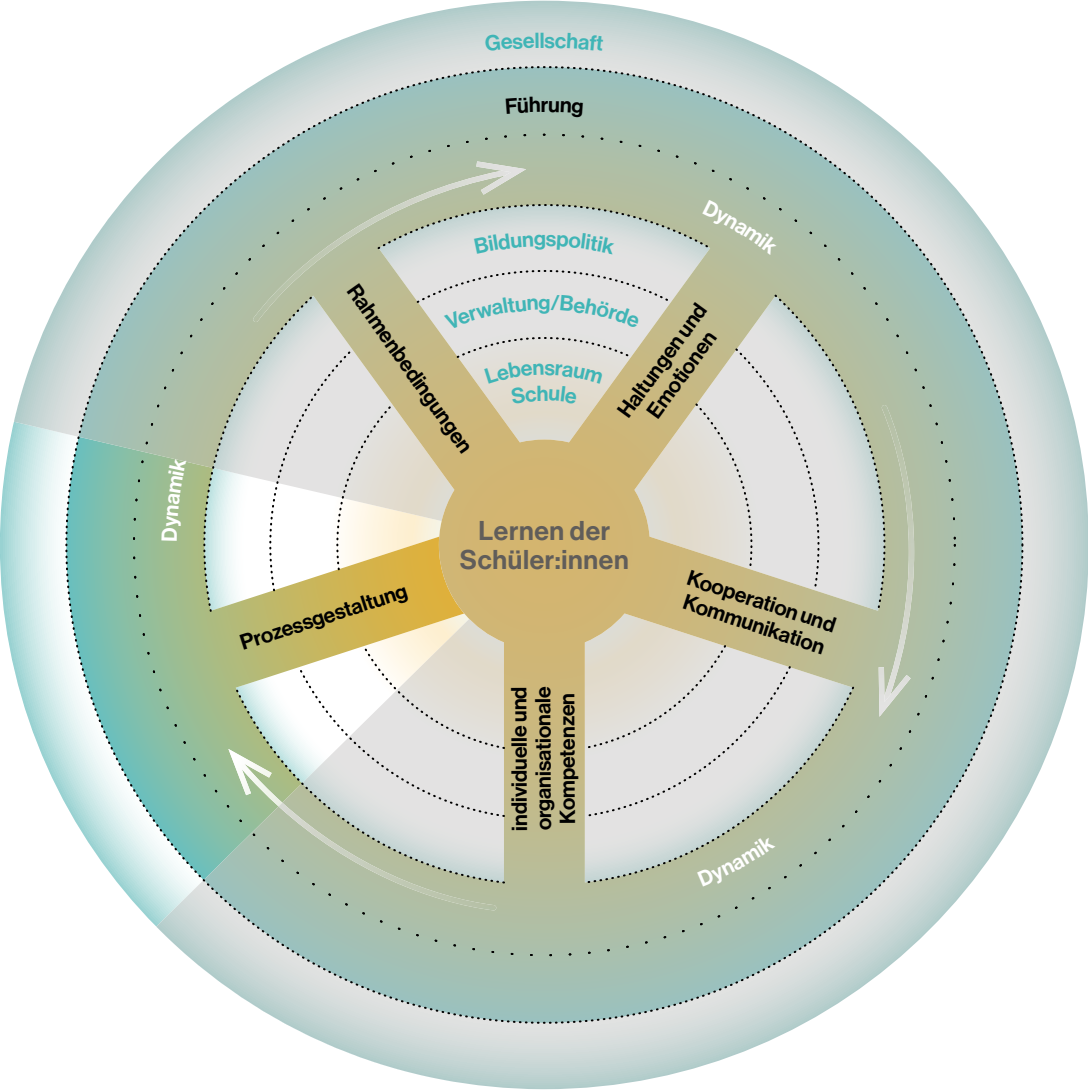 Gesellschaft
Führung
Dynamik
Bildungspolitik
Verwaltung/Behörde
Lebensraum
Schule
Rahmenbedingungen
Haltungen und
Emotionen
Dynamik
Lernen der
Schüler:innen
Prozessgestaltung
Kooperation und
Kommunikation
individuelle und
organisationale
Kompetenzen
Dynamik